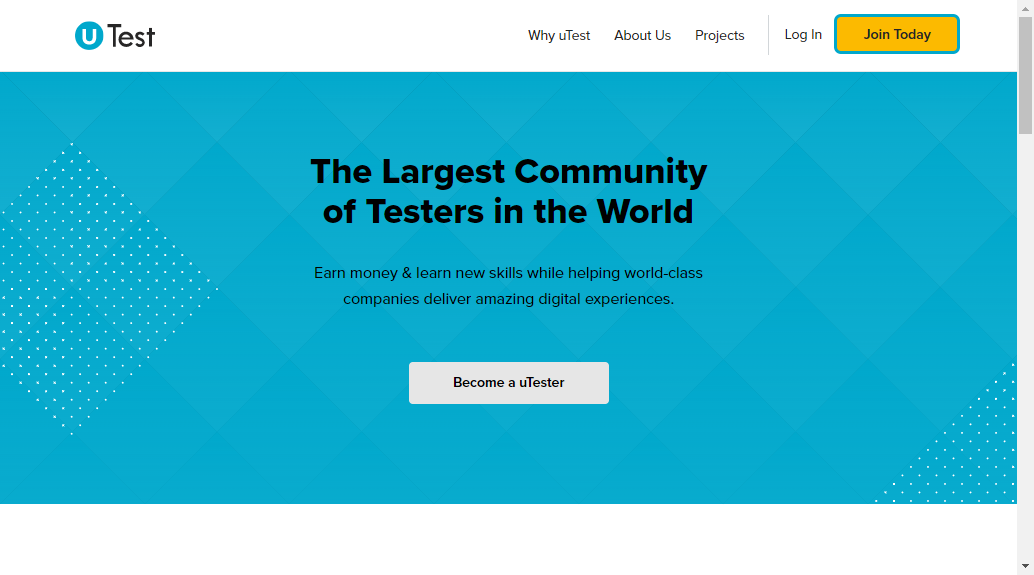 uTest
Why uTest
About Us
Projects
Log In
Join Today
The Largest Community
of Testers in the World
Earn money & learn new skills while helping world-class
companies deliver amazing digital experiences.
Become a uTester